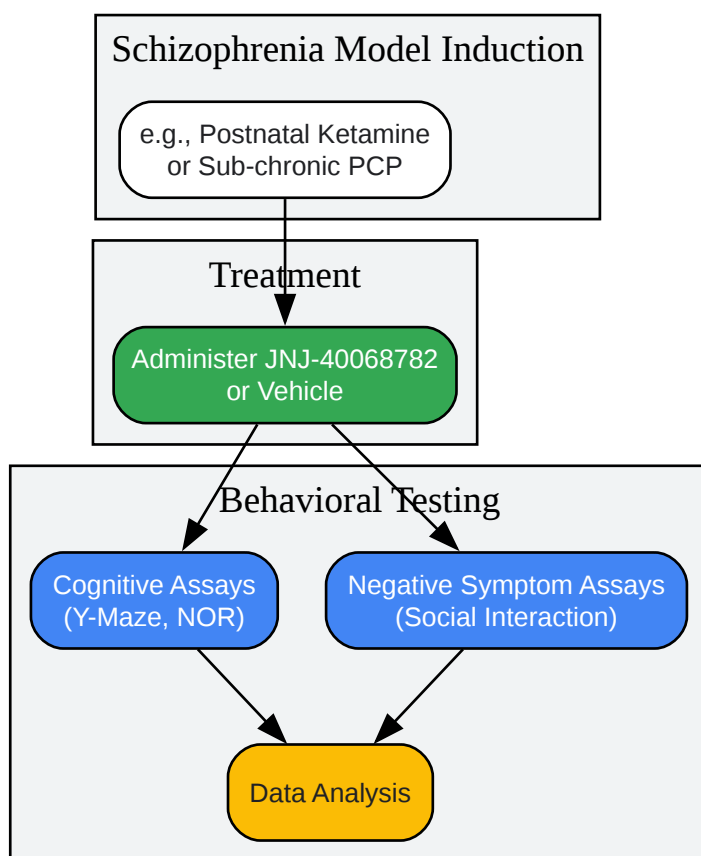 Schizophrenia Model Induction
e.g., Postnatal Ketamine
or Sub-chronic PCP
Treatment
Administer JNJ-40068782
or Vehicle
Behavioral Testing
Cognitive Assays
(Y-Maze, NOR)
Negative Symptom Assays
(Social Interaction)
Data Analysis